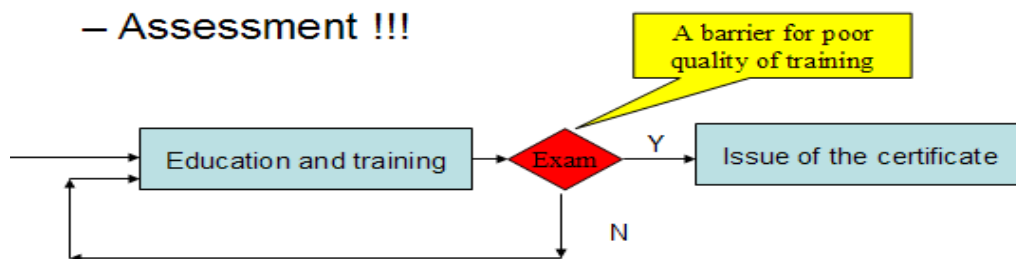 – Assessment !!!
A barrier for poor
quality of training
Education and training
Exam
Y
Issue of the certificate
N